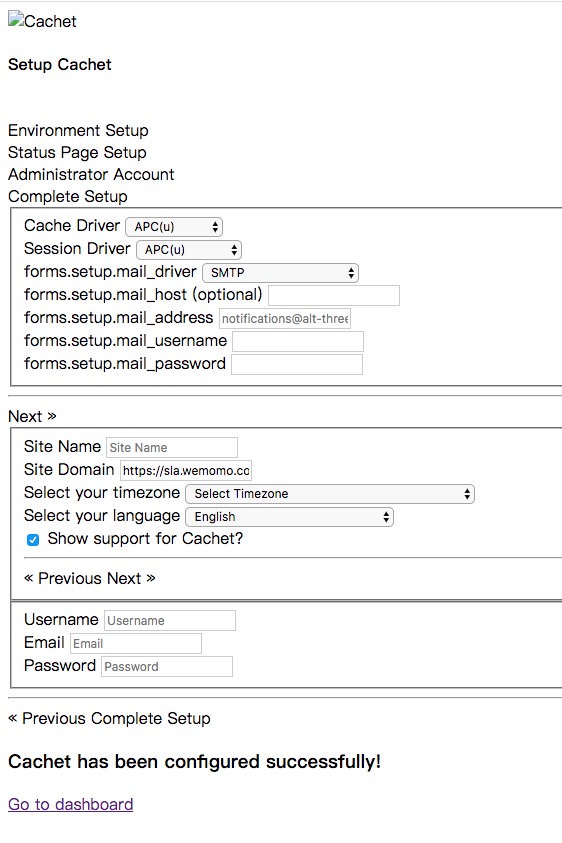 Cachet
Setup Cachet
Environment Setup
Status Page Setup
Administrator Account
Complete Setup
Cache Driver APC(u)
Session Driver APC(u)
forms.setup.mail_driver SMTP
forms.setup.mail_host (optional)
forms.setup.mail_address notifications@alt-three
forms.setup.mail_username
forms.setup.mail_password
Next »
Site Name Site Name
Site Domain https://sla.wemomo.co
Select your timezone Select Timezone
Select your language English
Show support for Cachet?
« Previous Next »
Username Username
Email Email
Password Password
« Previous Complete Setup
Cachet has been configured successfully!
Go to dashboard